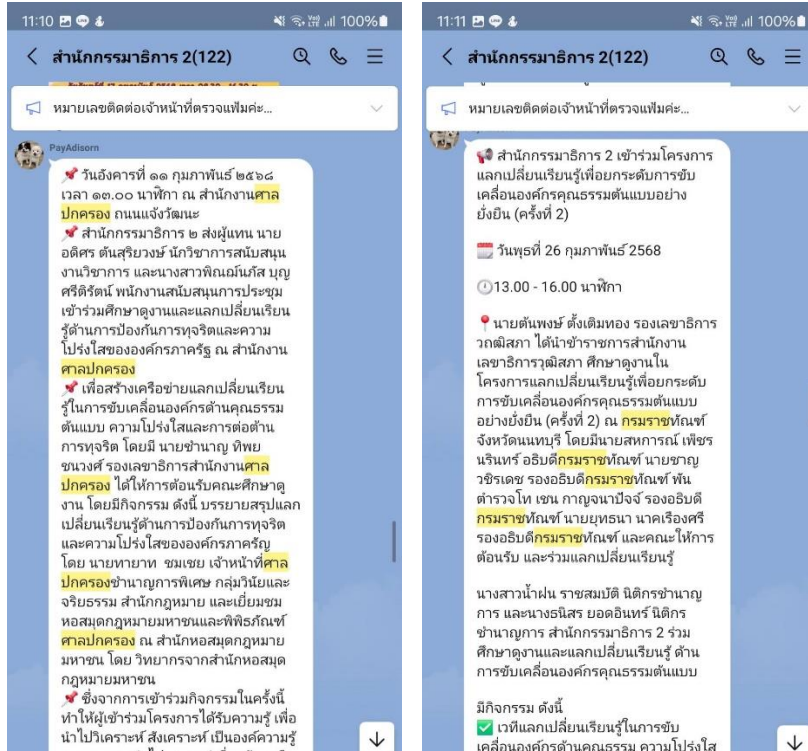 11:10
100%
สำนักกรรมาธิการ 2(122)
หมายเลขติดต่อเจ้าหน้าที่ตรวจแฟ้มค่ะ...
PayAdisorn
📌 วันอังคารที่ ๑๑ กุมภาพันธ์ ๒๕๖๘
เวลา ๑๓.๐๐ นาฬิกา ณ สำนักงานศาล
ปกครอง ถนนแจ้งวัฒนะ
📌 สำนักกรรมาธิการ ๒ ส่งผู้แทน นาย
อดิศร ตันสุริยวงษ์ นักวิชาการสนับสนุน
งานวิชาการ และนางสาวพิณณ์นภัส บุญ
ศรีดิรัตน์ พนักงานสนับสนุนการประชุม
เข้าร่วมศึกษาดูงานและแลกเปลี่ยนเรียน
รู้ด้านการป้องกันการทุจริตและความ
โปร่งใสขององค์กรภาครัฐ ณ สำนักงาน
ศาลปกครอง
📌 เพื่อสร้างเครือข่ายแลกเปลี่ยนเรียน
รู้ในการขับเคลื่อนองค์กรด้านคุณธรรม
ต้นแบบ ความโปร่งใสและการต่อต้าน
การทุจริต โดยมี นายชำนาญ ทิพย
ชนวงศ์ รองเลขาธิการสำนักงานศาล
ปกครอง ได้ให้การต้อนรับคณะศึกษาดู
งาน โดยมีกิจกรรม ดังนี้ บรรยายสรุปแลก
เปลี่ยนเรียนรู้ด้านการป้องกันการทุจริต
และความโปร่งใสขององค์กรภาครัญ
โดย นายทายาท ชมเชย เจ้าหน้าที่ศาล
ปกครองชำนาญการพิเศษ กลุ่มวินัยและ
จริยธรรม สำนักกฎหมาย และเยี่ยมชม
หอสมุดกฎหมายมหาชนและพิพิธภัณฑ์
ศาลปกครอง ณ สำนักหอสมุดกฎหมาย
มหาชน โดย วิทยากรจากสำนักหอสมุด
กฎหมายมหาชน
📌 ซึ่งจากการเข้าร่วมกิจกรรมในครั้งนี้
ทำให้ผู้เข้าร่วมโครงการได้รับความรู้ เพื่อ
นำไปวิเคราะห์ สังเคราะห์ เป็นองค์ความรู้
11:11
100%
สำนักกรรมาธิการ 2(122)
หมายเลขติดต่อเจ้าหน้าที่ตรวจแฟ้มค่ะ...
📢 สำนักกรรมาธิการ 2 เข้าร่วมโครงการ
แลกเปลี่ยนเรียนรู้เพื่อยกระดับการขับ
เคลื่อนองค์กรคุณธรรมต้นแบบอย่าง
ยั่งยืน (ครั้งที่ 2)
🗓️ วันพุธที่ 26 กุมภาพันธ์ 2568
🕐13.00 - 16.00 นาฬิกา
📍นายต้นพงษ์ ตั้งเติมทอง รองเลขาธิการ
วุฒิสภา ได้นำข้าราชการสำนักงาน
เลขาธิการวุฒิสภา ศึกษาดูงานใน
โครงการแลกเปลี่ยนเรียนรู้เพื่อยกระดับ
การขับเคลื่อนองค์กรคุณธรรมต้นแบบ
อย่างยั่งยืน (ครั้งที่ 2) ณ กรมราชทัณฑ์
จังหวัดนนทบุรี โดยมีนายสหการณ์ เพ็ชร
นรินทร์ อธิบดีกรมราชทัณฑ์ นายชาญ
วชิรเดช รองอธิบดีกรมราชทัณฑ์ พัน
ตำรวจโท เชน กาญจนาปัจจ์ รองอธิบดี
กรมราชทัณฑ์ นายยุทธนา นาคเรืองศรี
รองอธิบดีกรมราชทัณฑ์ และคณะให้การ
ต้อนรับ และร่วมแลกเปลี่ยนเรียนรู้
นางสาวน้ำฝน ราชสมบัติ นิติกรชำนาญ
การ และนางธนิสร ยอดอินทร์ นิติกร
ชำนาญการ สำนักกรรมาธิการ 2 ร่วม
ศึกษาดูงานและแลกเปลี่ยนเรียนรู้ ด้าน
การขับเคลื่อนองค์กรคุณธรรมต้นแบบ
มีกิจกรรม ดังนี้
✅ เวทีแลกเปลี่ยนเรียนรู้ในการขับ
เคลื่อนองค์กรด้านคุณธรรม ความโปร่งใส